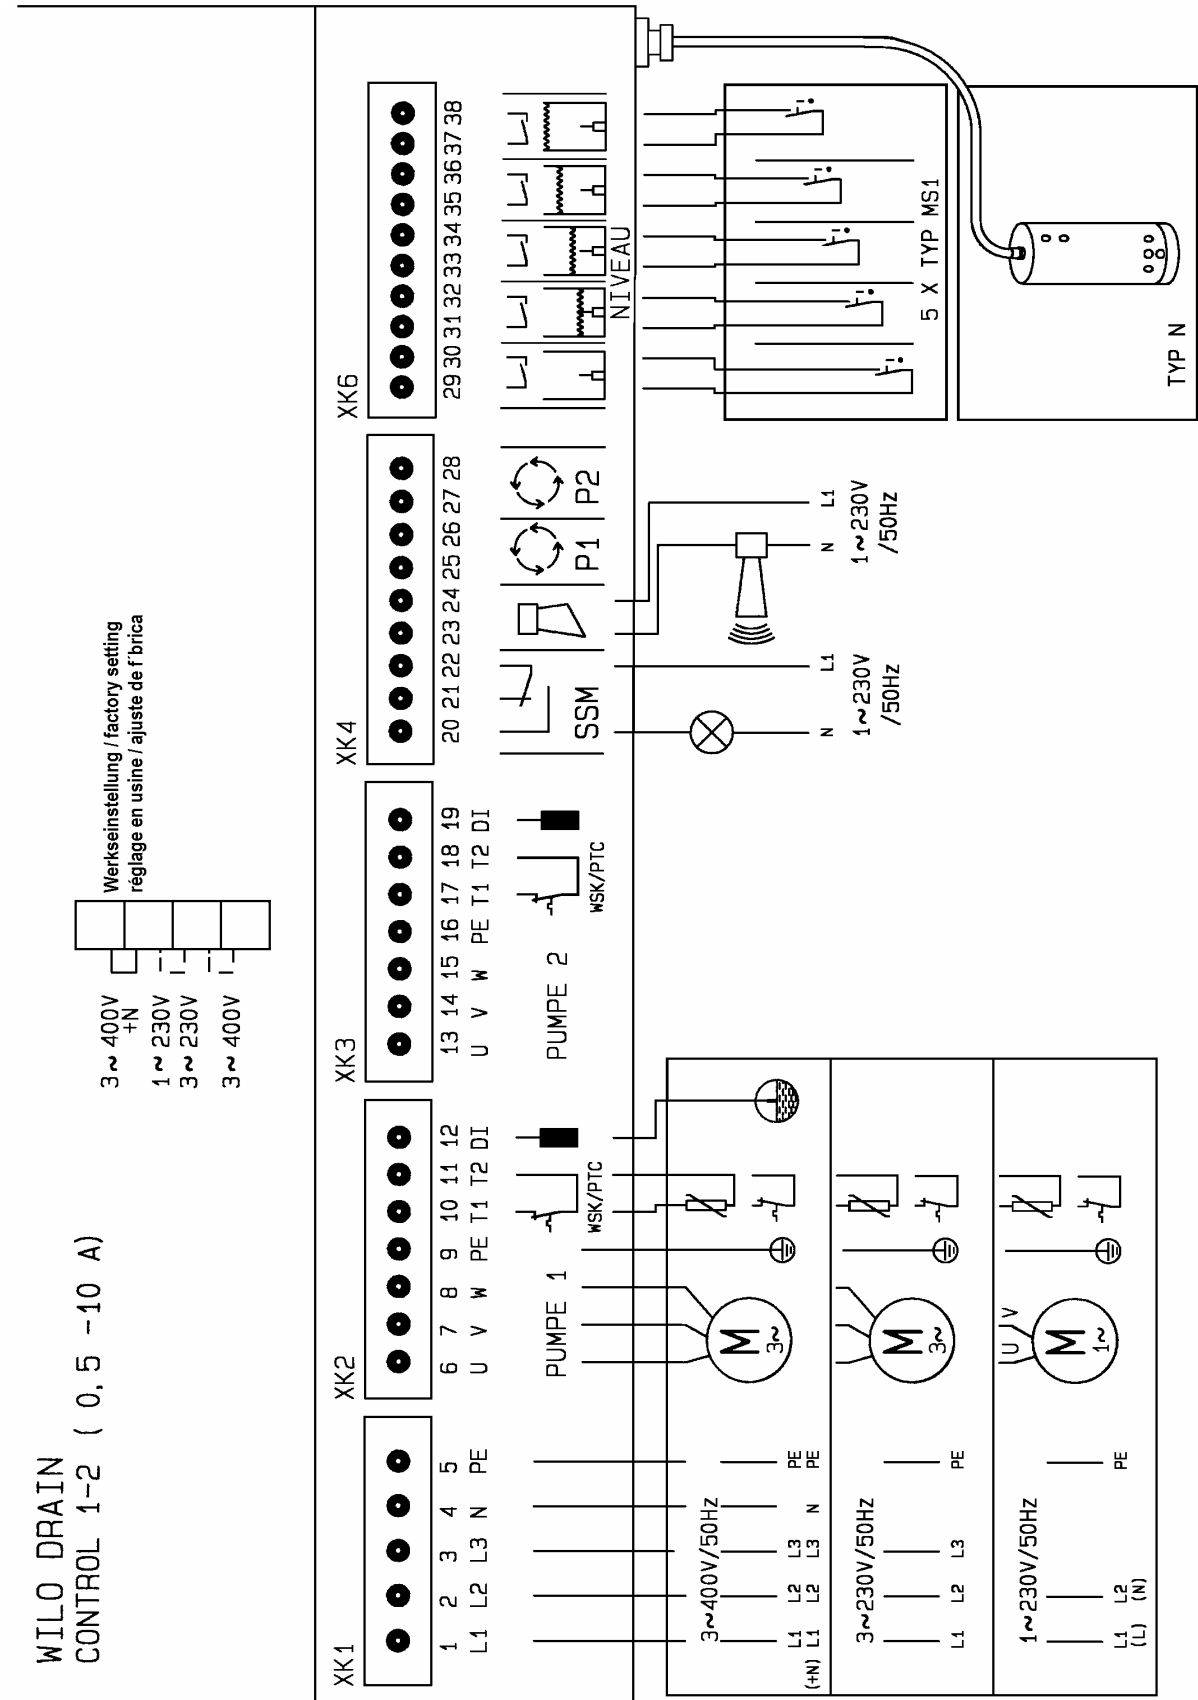 WILO DRAIN
CONTROL 1-2 ( 0,5 -10 A)
3~ 400V
+N
1~ 230V
3~ 230V
3~ 400V
Werkseinstellung / factory setting
réglage en usine / ajuste de f´brica
XK1
XK2
XK3
XK4
XK6
1 2 3 4 5
L1 L2 L3 N PE
6 7 8 9 10 11 12
U V W PE T1 T2 DI
PUMPE 1
WSK/PTC
13 14 15 16 17 18 19
U V W PE T1 T2 DI
PUMPE 2
WSK/PTC
20 21 22 23 24 25 26 27 28
SSM
P1
P2
29 30 31 32 33 34 35 36 37 38
NIVEAU
N
L1
1~230V
/50Hz
N
L1
1~230V
/50Hz
5 X TYP MS1
TYP N
3~400V/50Hz
L1 L2 L3 PE
(+N) L1 L2 L3 N PE
M
3~
3~230V/50Hz
L1 L2 L3 PE
M
3~
1~230V/50Hz
L1 L2 PE
(L) (N)
U V
M
1~